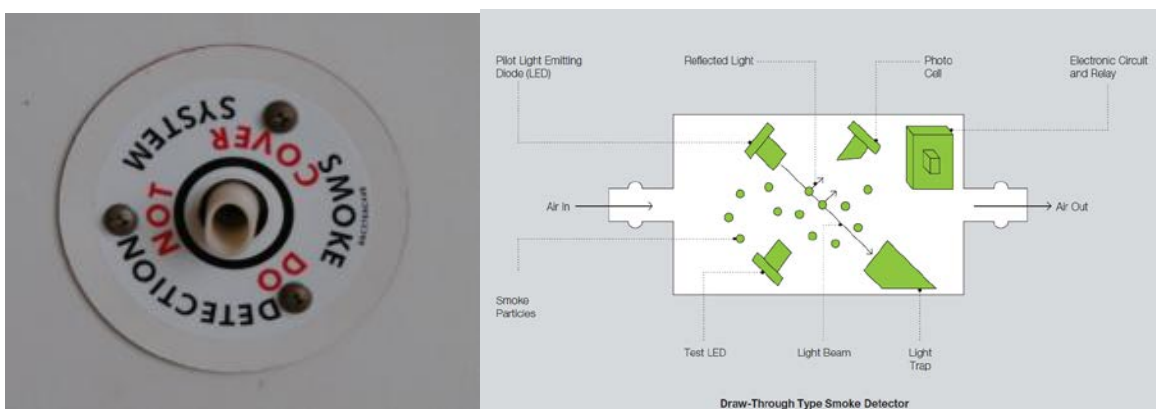 SMOKE DETECTION SYSTEM
DO NOT COVER
Pilot Light Emitting
Diode (LED)
Reflected Light
Photo
Cell
Electronic Circuit
and Relay
Air In
Air Out
Smoke
Particles
Test LED
Light Beam
Light
Trap
Draw-Through Type Smoke Detector